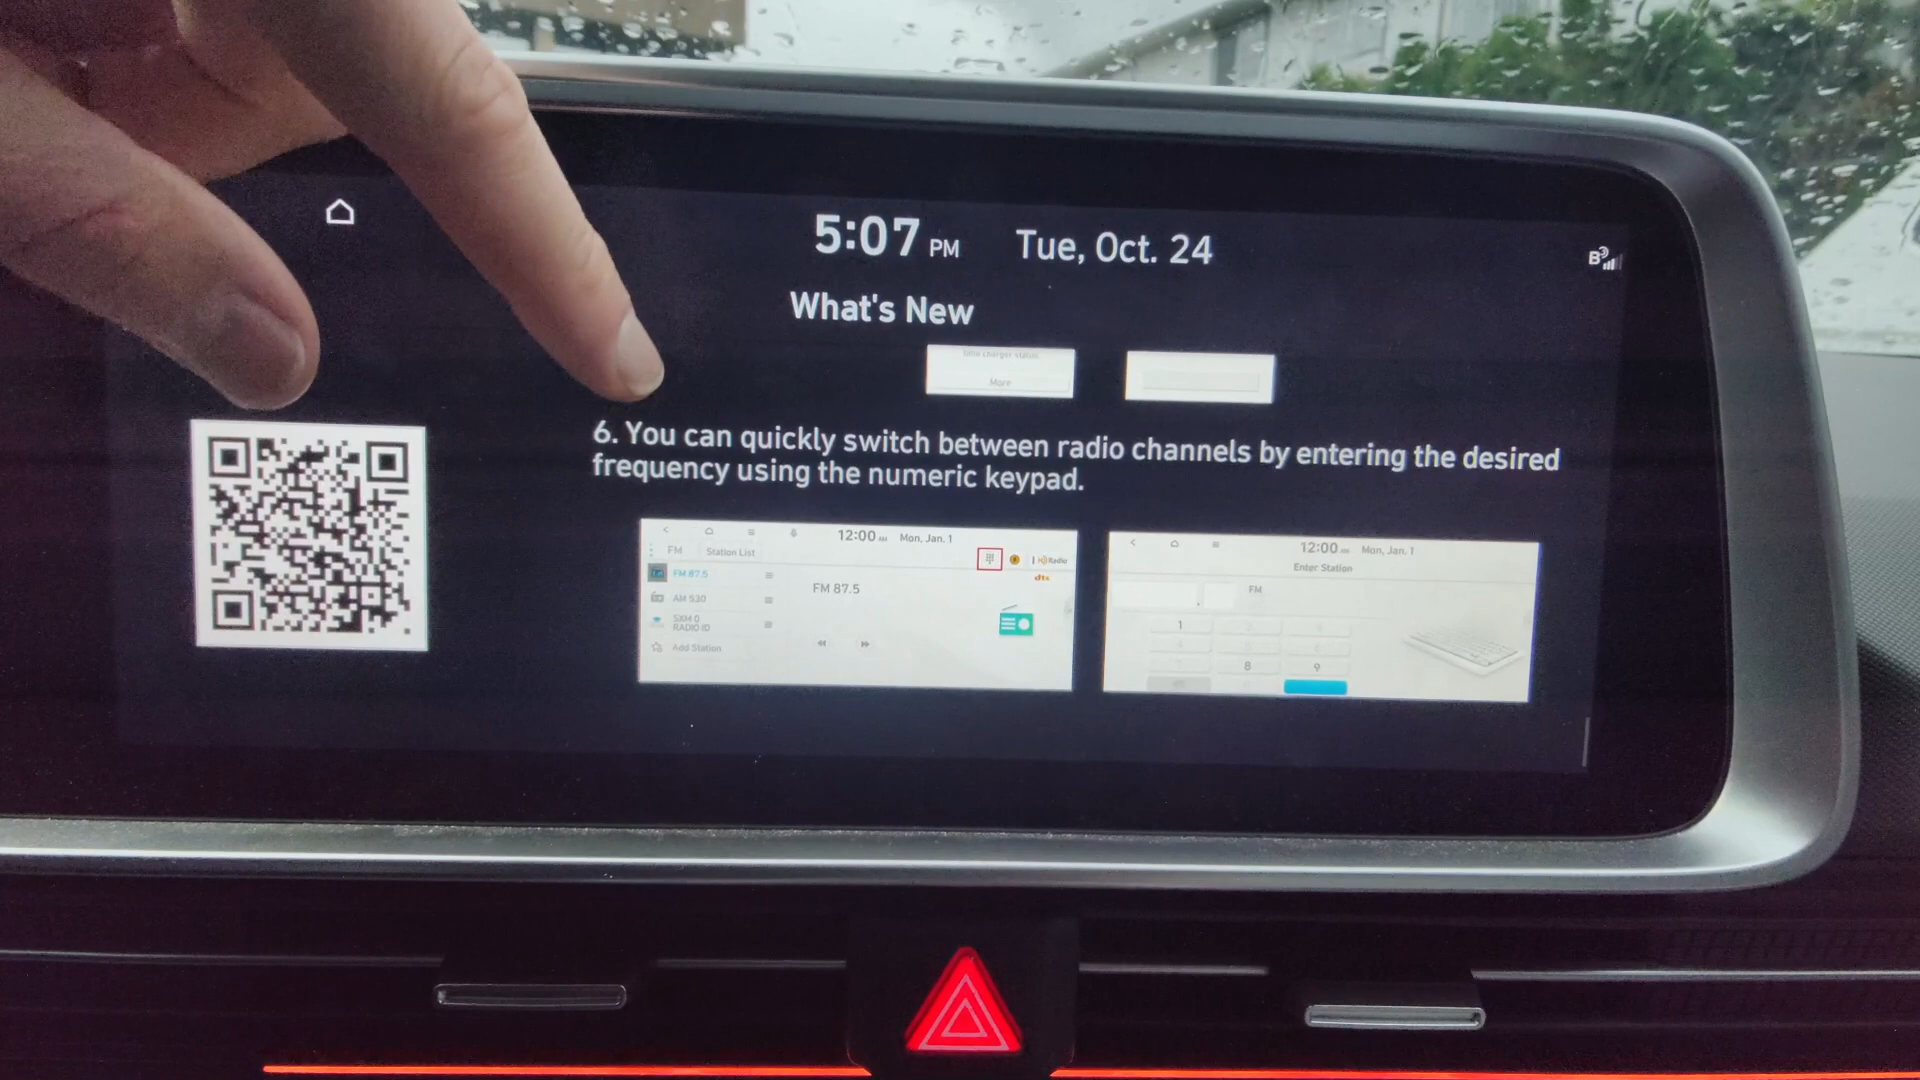 5:07 PM Tue, Oct. 24
What's New
More
6. You can quickly switch between radio channels by entering the desired
frequency using the numeric keypad.
12:00 AM Mon, Jan. 1
FM Station List
HD Radio
dts
FM 87.5
FM 87.5
AM 530
SXM 0
RADIO ID
Add Station
12:00 AM Mon, Jan. 1
Enter Station
FM
1
8 9